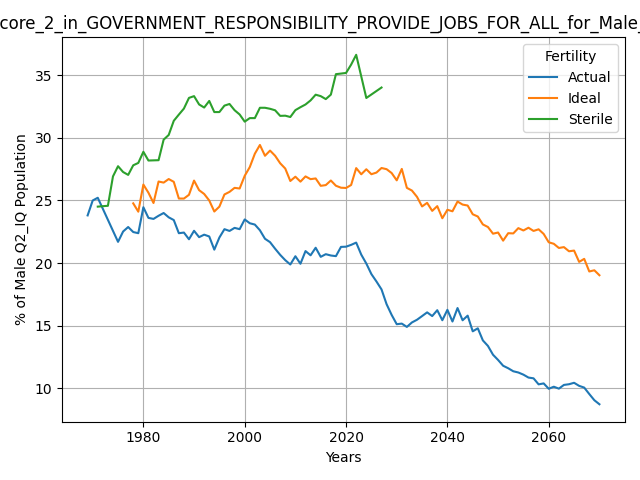 core_2_in_GOVERNMENT_RESPONSIBILITY_PROVIDE_JOBS_FOR_ALL_for_Male_
Fertility
Actual
Ideal
Sterile
% of Male Q2_IQ Population
35
30
25
20
15
10
1980 2000 2020 2040 2060
Years